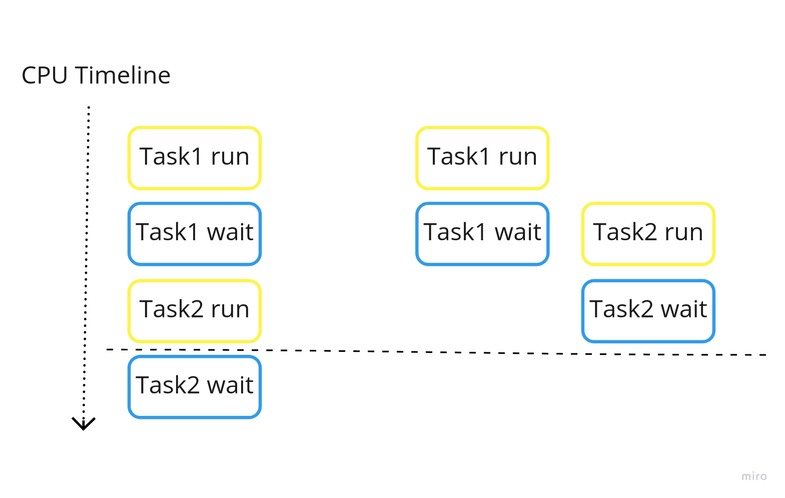 CPU Timeline
Task1 run
Task1 run
Task1 wait
Task1 wait
Task2 run
Task2 run
Task2 wait
Task2 wait
miro